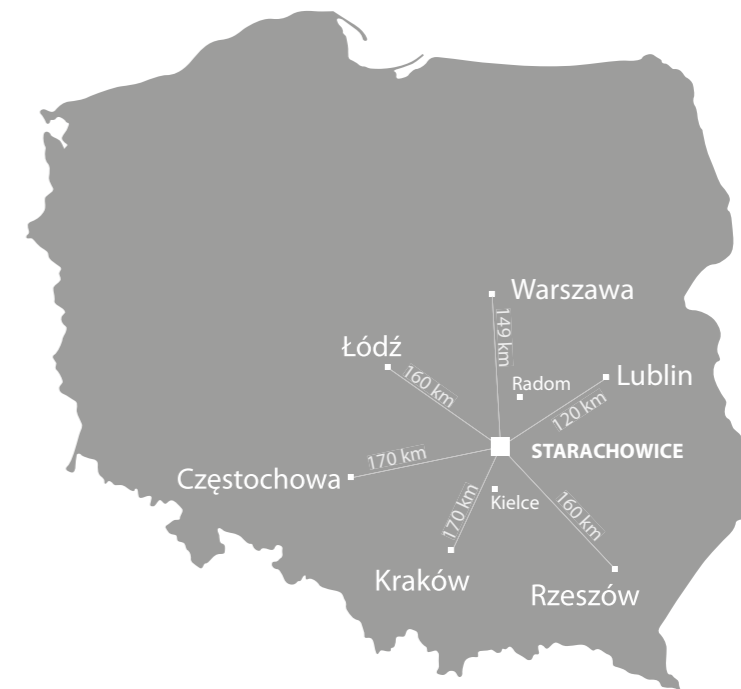 Warszawa
149 km
Łódź
160 km
Radom
Lublin
120 km
STARACHOWICE
170 km
Częstochowa
Kielce
170 km
160 km
Kraków
Rzeszów